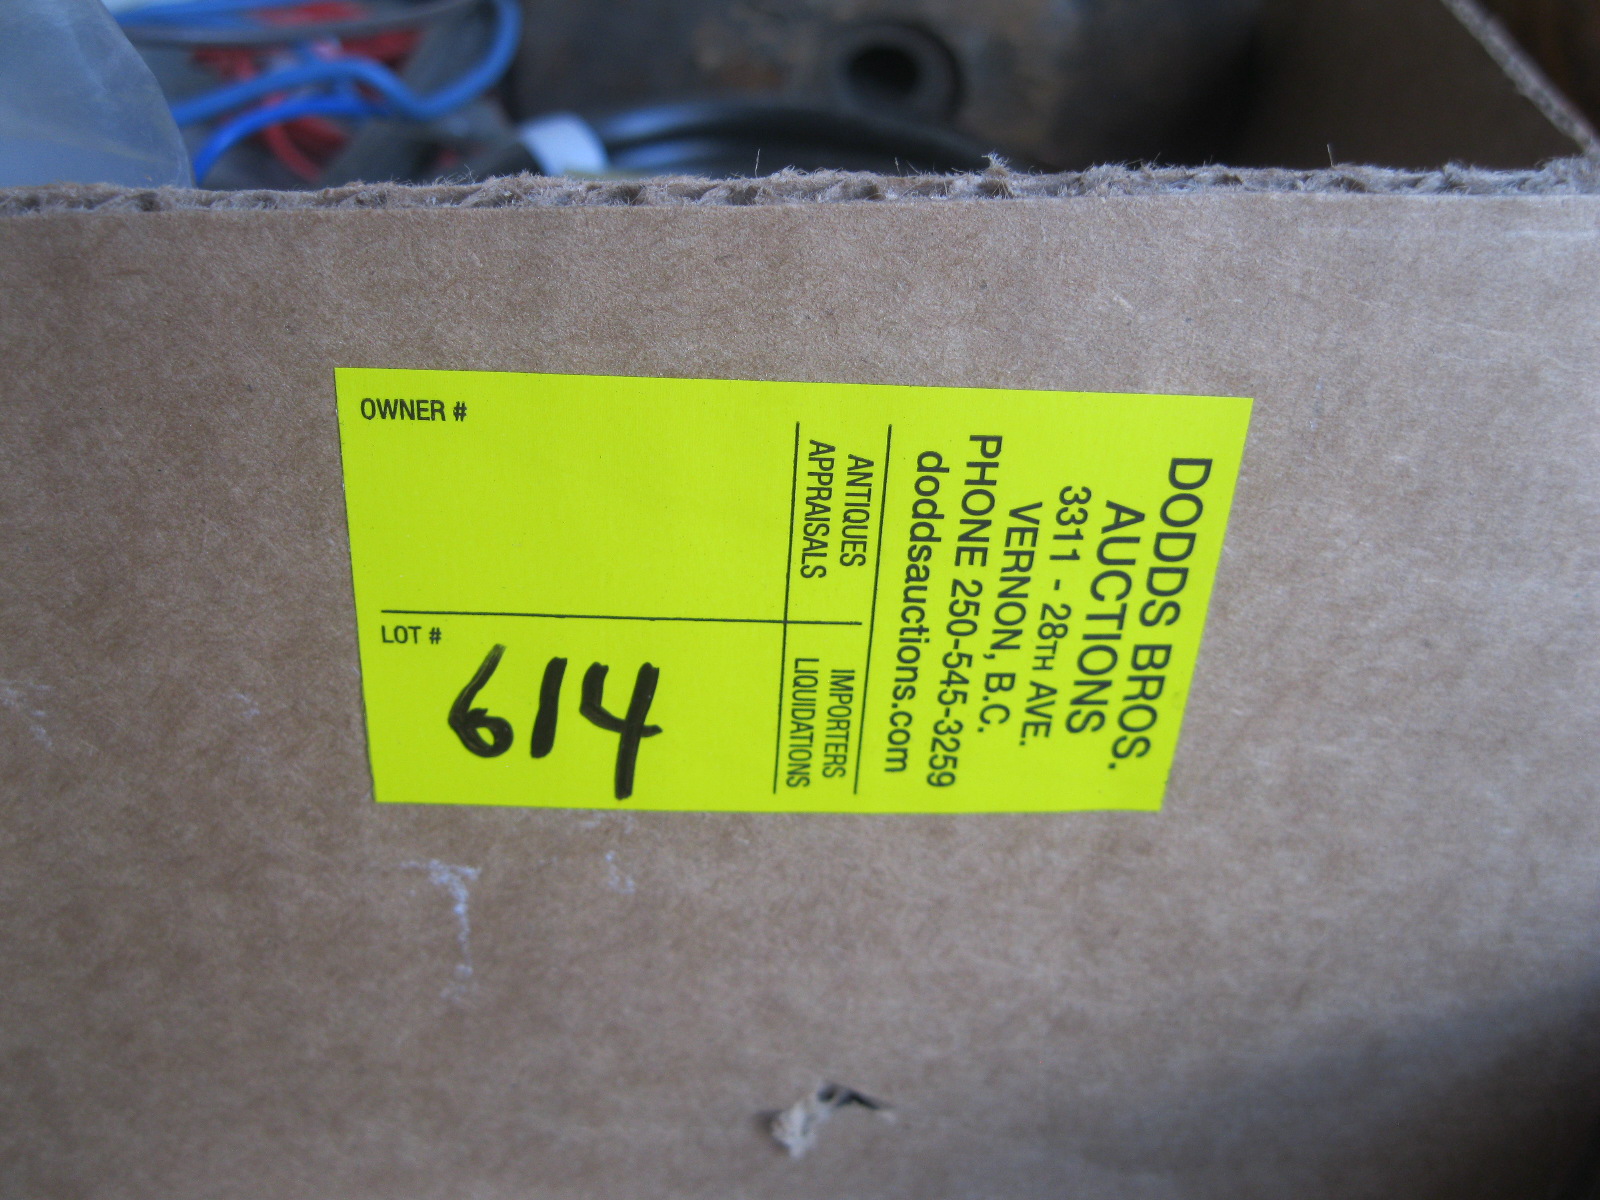 OWNER #
LOT #
614
DODDS BROS.
AUCTIONS
3311 - 28TH AVE.
VERNON, B.C.
PHONE 250-545-3259
doddsauctions.com
ANTIQUES
APPRAISALS
IMPORTERS
LIQUIDATIONS